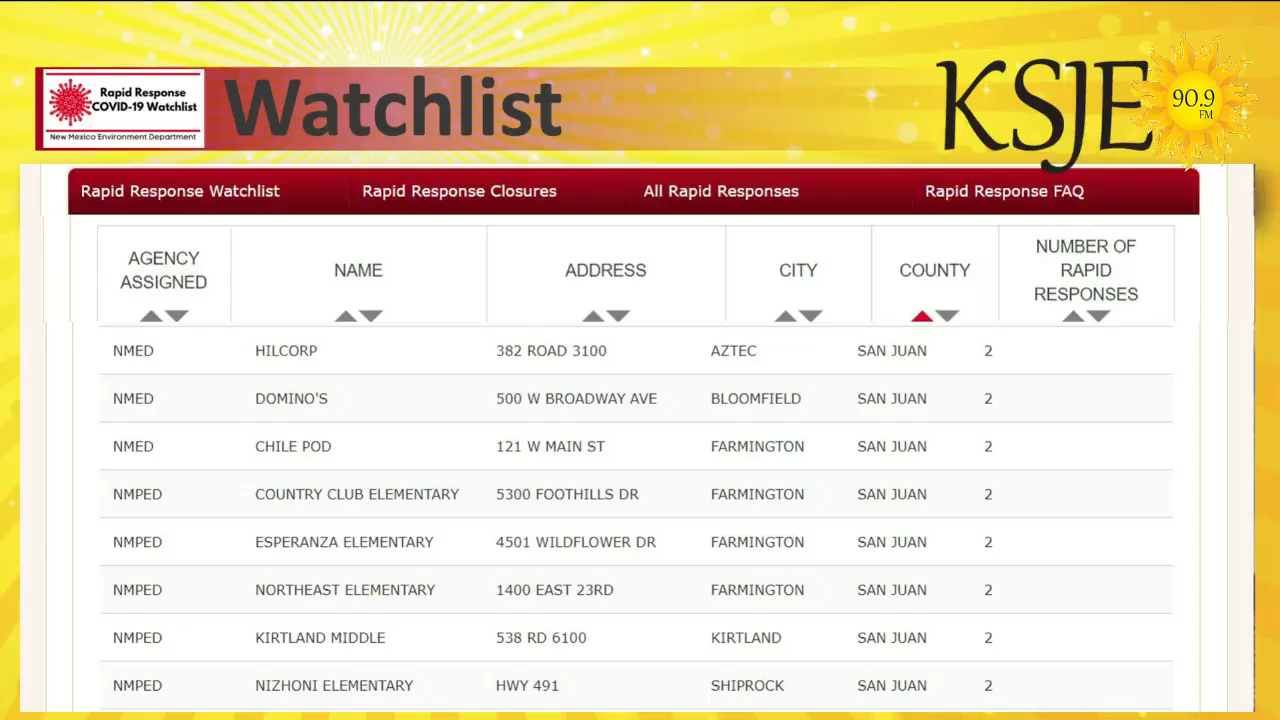 Rapid Response
COVID-19 Watchlist
New Mexico Environment Department
Watchlist
KSJE
90.9
FM
Rapid Response Watchlist Rapid Response Closures All Rapid Responses Rapid Response FAQ
AGENCY ASSIGNED NAME ADDRESS CITY COUNTY NUMBER OF RAPID RESPONSES
NMED HILCORP 382 ROAD 3100 AZTEC SAN JUAN 2
NMED DOMINO'S 500 W BROADWAY AVE BLOOMFIELD SAN JUAN 2
NMED CHILE POD 121 W MAIN ST FARMINGTON SAN JUAN 2
NMPED COUNTRY CLUB ELEMENTARY 5300 FOOTHILLS DR FARMINGTON SAN JUAN 2
NMPED ESPERANZA ELEMENTARY 4501 WILDFLOWER DR FARMINGTON SAN JUAN 2
NMPED NORTHEAST ELEMENTARY 1400 EAST 23RD FARMINGTON SAN JUAN 2
NMPED KIRTLAND MIDDLE 538 RD 6100 KIRTLAND SAN JUAN 2
NMPED NIZHONI ELEMENTARY HWY 491 SHIPROCK SAN JUAN 2